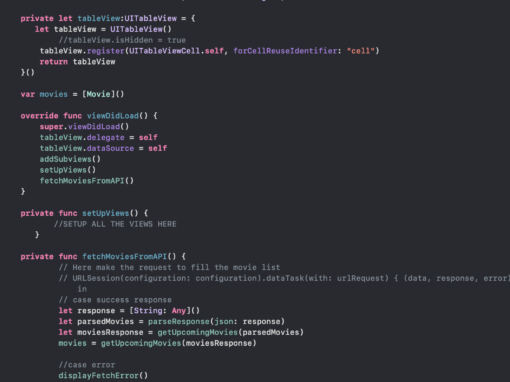 private let tableView:UITableView = {
let tableView = UITableView()
//tableView.isHidden = true
tableView.register(UITableViewCell.self, forCellReuseIdentifier: "cell")
return tableView
}()
var movies = [Movie]()
override func viewDidLoad() {
super.viewDidLoad()
tableView.delegate = self
tableView.dataSource = self
addSubviews()
setUpViews()
fetchMoviesFromAPI()
}
private func setUpViews() {
//SETUP ALL THE VIEWS HERE
}
private func fetchMoviesFromAPI() {
// Here make the request to fill the movie list
// URLSession(configuration: configuration).dataTask(with: urlRequest) { (data, response, error)
in
// case success response
let response = [String: Any]()
let parsedMovies = parseResponse(json: response)
let moviesResponse = getUpcomingMovies(parsedMovies)
movies = getUpcomingMovies(moviesResponse)
//case error
displayFetchError()